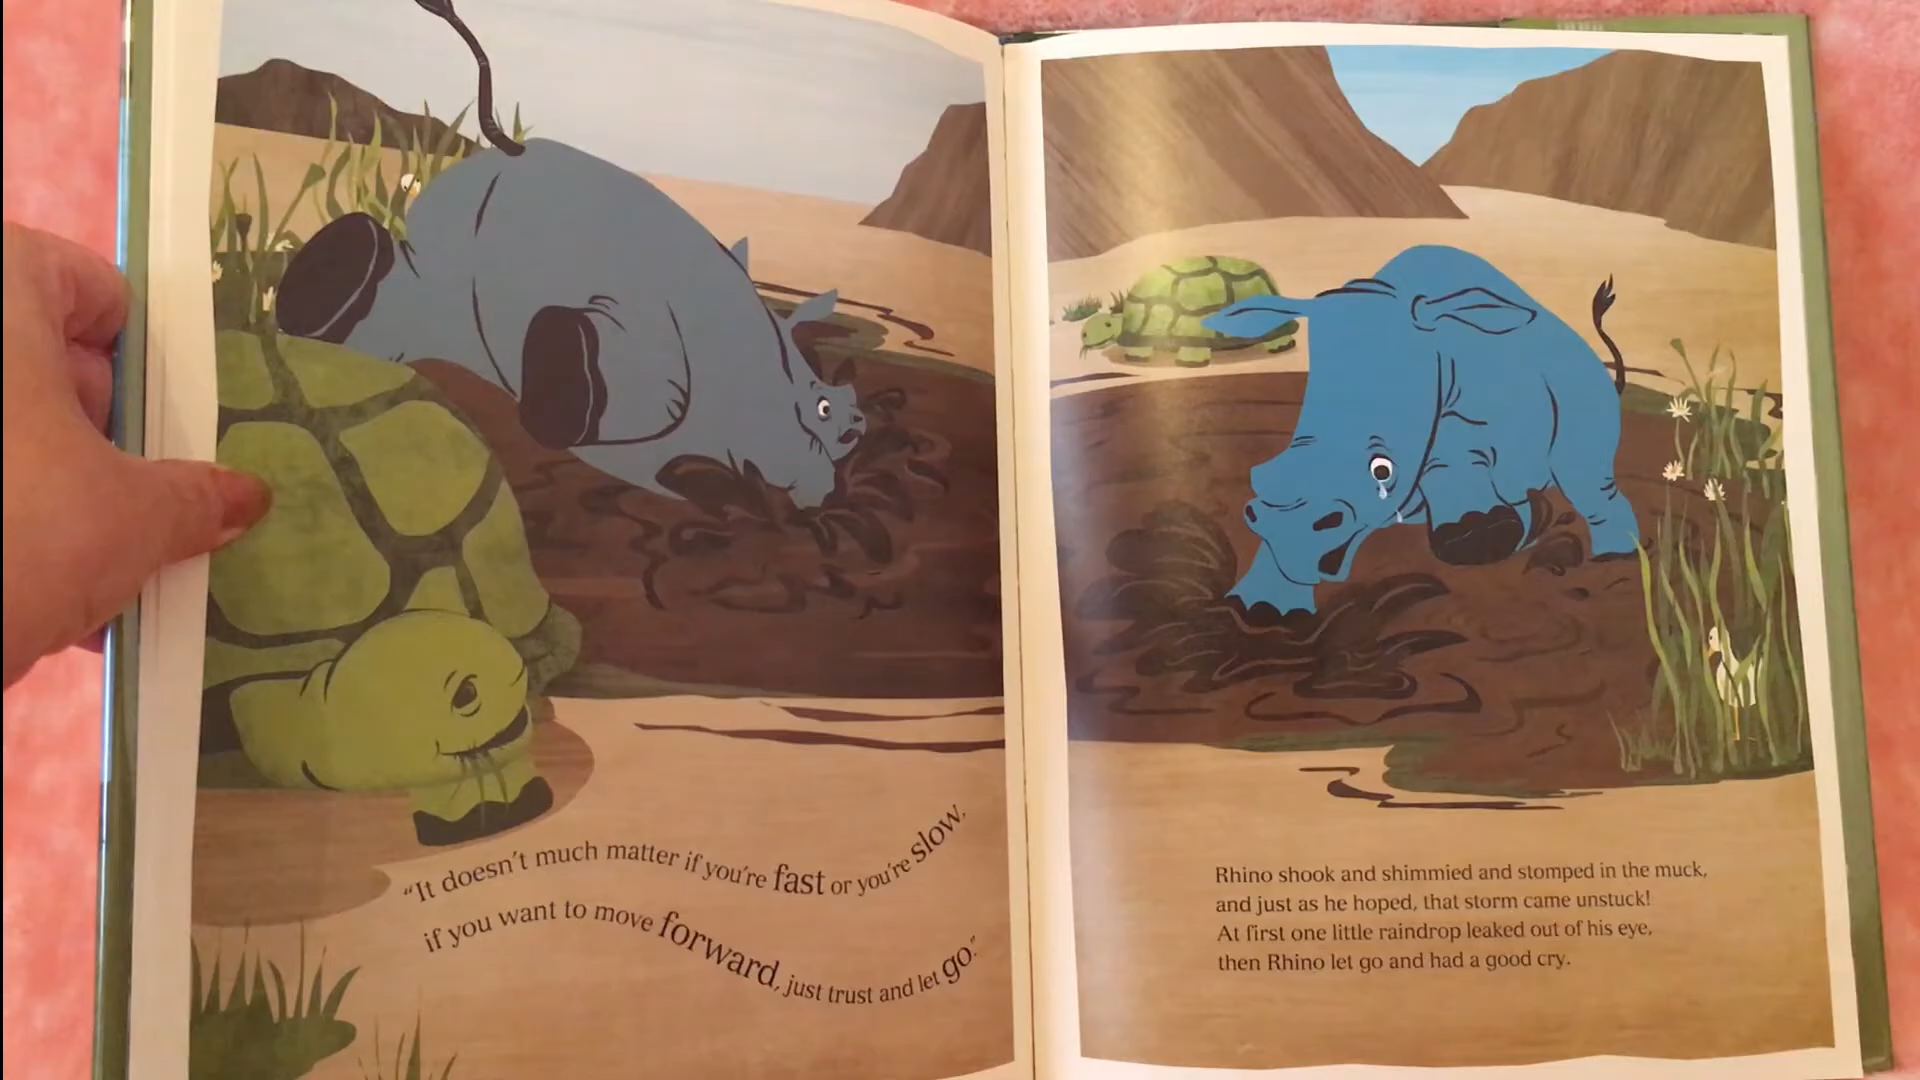 “It doesn’t much matter if you’re fast or you’re slow,
if you want to move forward, just trust and let go.”
Rhino shook and shimmied and stomped in the muck,
and just as he hoped, that storm came unstuck!
At first one little raindrop leaked out of his eye,
then Rhino let go and had a good cry.